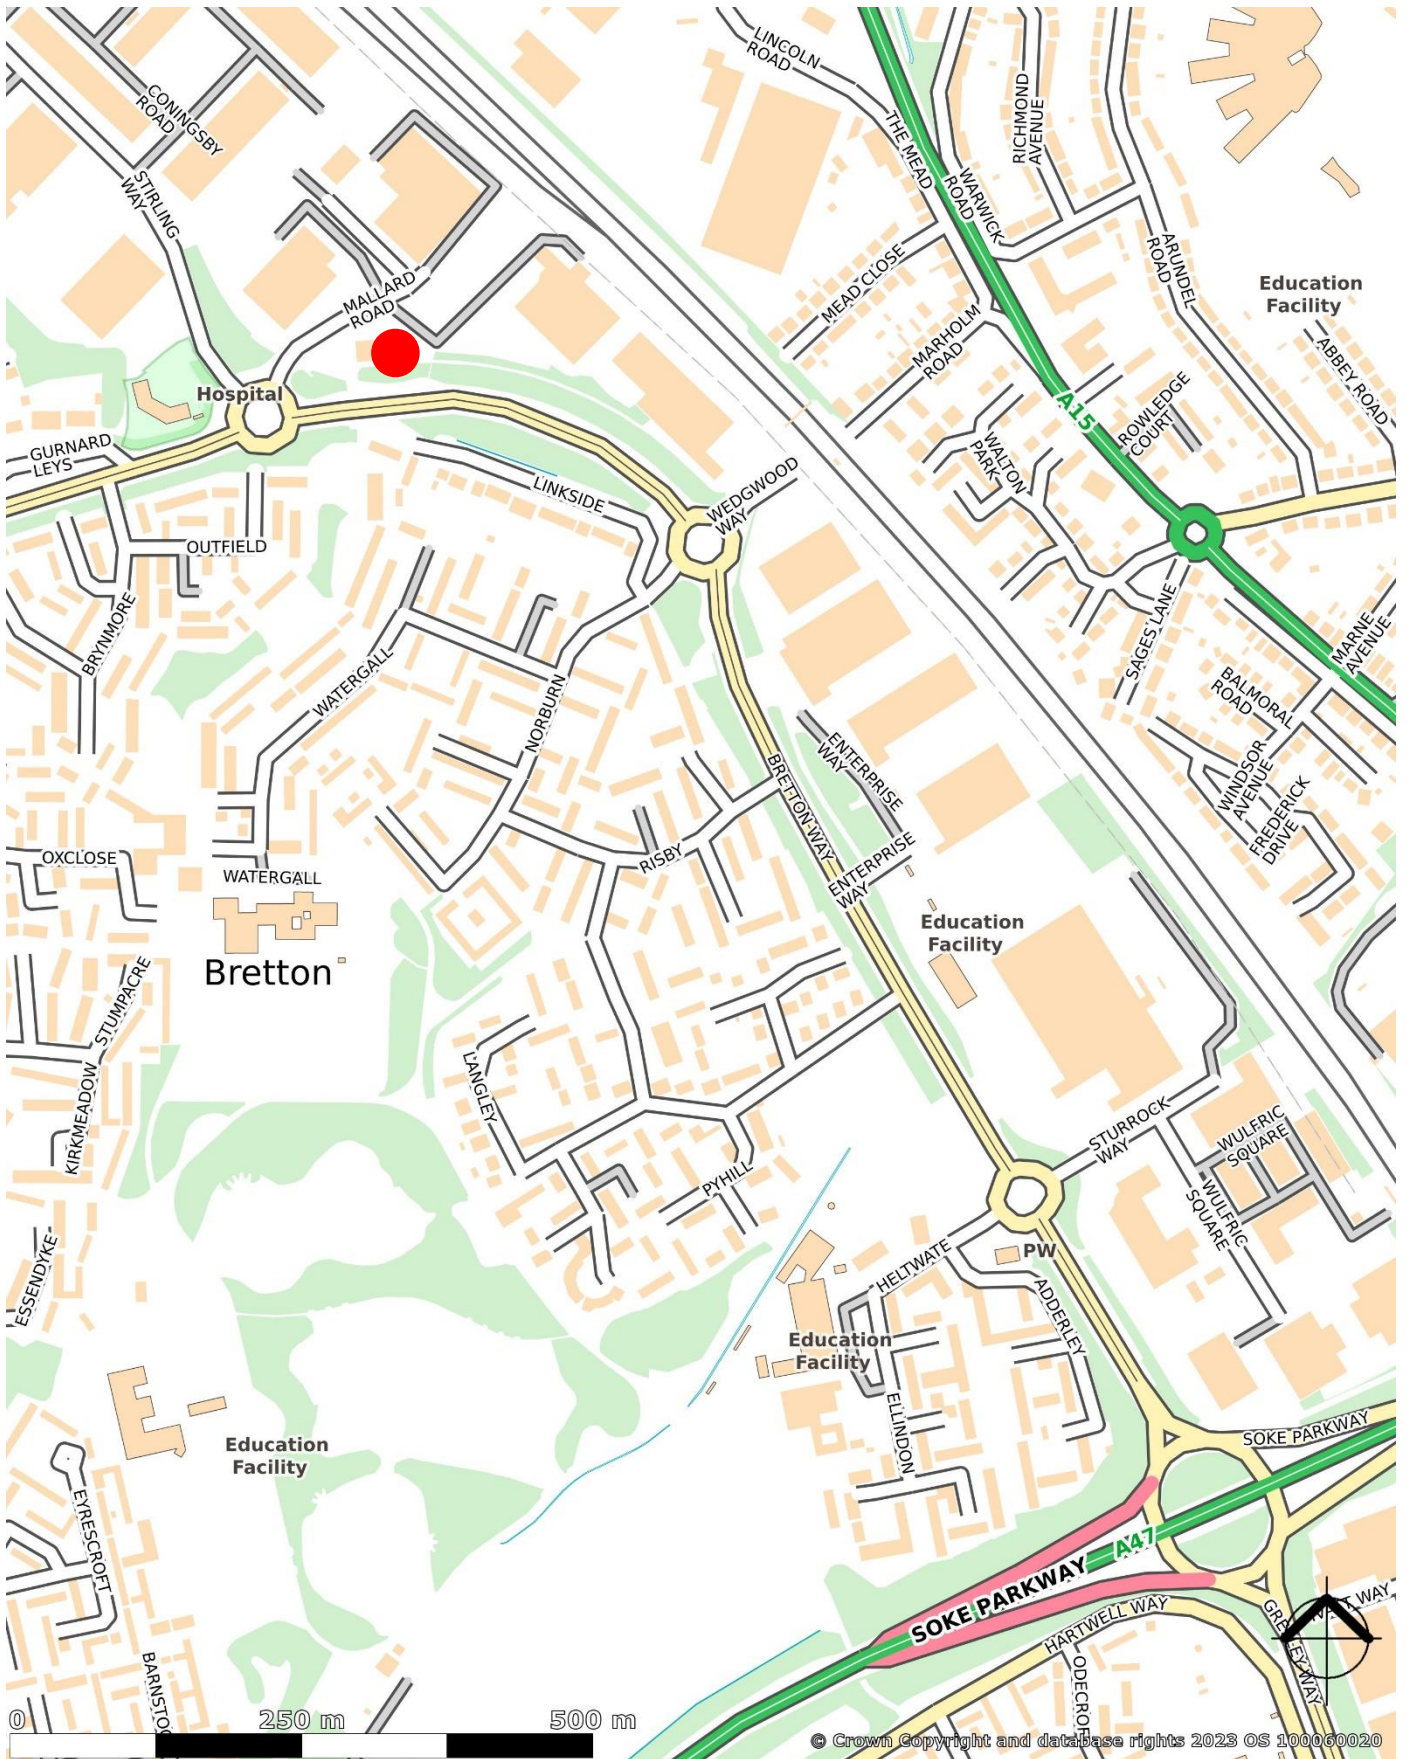 LINCOLN
ROAD
CONINGSBY
ROAD
RICHMOND
AVENUE
THE MEAD
STIRLING
WAY
WARWICK
ROAD
ARUNDEL
ROAD
MEAD CLOSE
Education
Facility
MALLARD
ROAD
MARHOLM
ROAD
ABBEY ROAD
Hospital
A15
ROWLEDGE
COURT
GURNARD
LEYS
WALTON
PARK
LINKSIDE
WEDGWOOD
WAY
OUTFIELD
BRYNMORE
SAGES LANE
MARNE
AVENUE
WATERGALL
NORBURN
BALMORAL
ROAD
ENTERPRISE
WAY
BRETTON WAY
WINDSOR
AVENUE
FREDERICK
DRIVE
OXCLOSE
RISBY
ENTERPRISE
WAY
WATERGALL
Education
Facility
Bretton
STUMPACRE
LANGLEY
KIRKMEADOW
STURROCK
WAY
WULFRIC
SQUARE
PYHILL
WULFRIC
SQUARE
ESSENDYKE
HELTWATE
PW
ADDERLEY
Education
Facility
ELLINDON
Education
Facility
SOKE PARKWAY
EYRESCROFT
A47
SOKE PARKWAY
HARTWELL WAY
WAY
BARNSTOC
ODECROF
0 250 m 500 m
© Crown Copyright and database rights 2023 OS 100060020